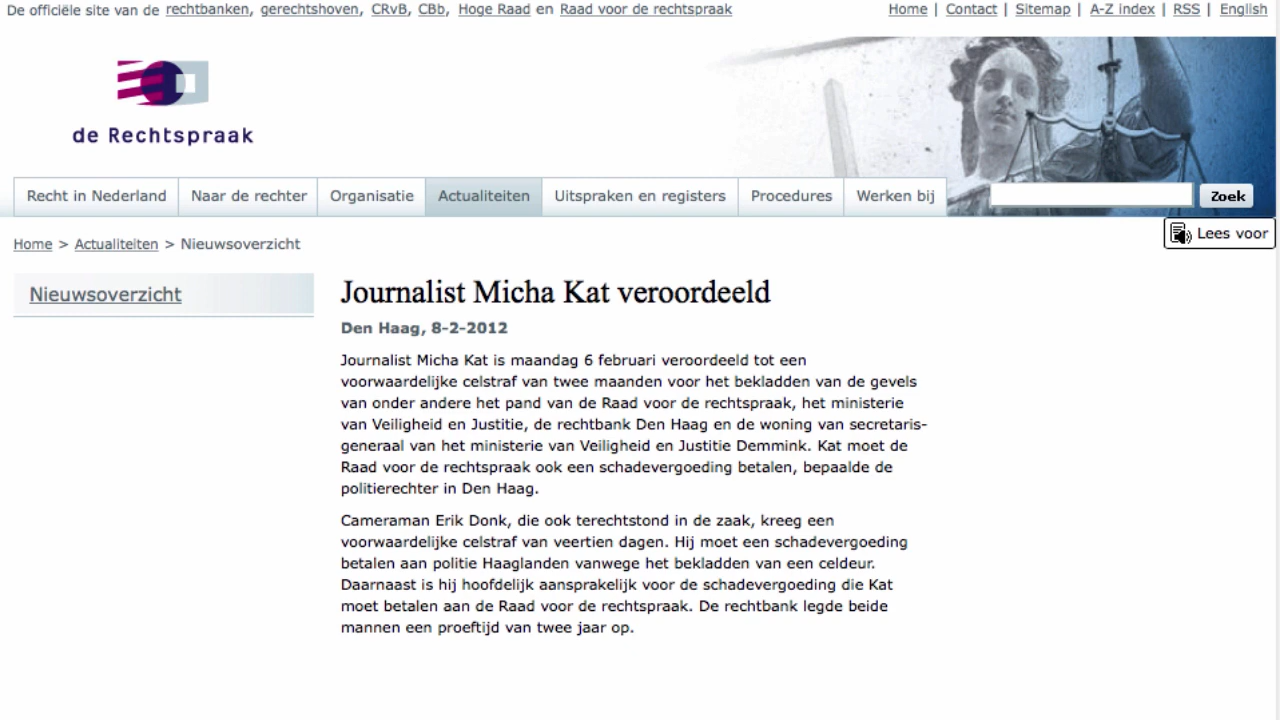 De officiële site van de rechtbanken, gerechtshoven, CRvB, CBb, Hoge Raad en Raad voor de rechtspraak
Home | Contact | Sitemap | A-Z index | RSS | English
de Rechtspraak
Recht in Nederland Naar de rechter Organisatie Actualiteiten Uitspraken en registers Procedures Werken bij Zoek
Lees voor
Home > Actualiteiten > Nieuwsoverzicht
Nieuwsoverzicht
Journalist Micha Kat veroordeeld
Den Haag, 8-2-2012
Journalist Micha Kat is maandag 6 februari veroordeeld tot een
voorwaardelijke celstraf van twee maanden voor het bekladden van de gevels
van onder andere het pand van de Raad voor de rechtspraak, het ministerie
van Veiligheid en Justitie, de rechtbank Den Haag en de woning van secretaris-
generaal van het ministerie van Veiligheid en Justitie Demmink. Kat moet de
Raad voor de rechtspraak ook een schadevergoeding betalen, bepaalde de
politierechter in Den Haag.
Cameraman Erik Donk, die ook terechtstond in de zaak, kreeg een
voorwaardelijke celstraf van veertien dagen. Hij moet een schadevergoeding
betalen aan politie Haaglanden vanwege het bekladden van een celdeur.
Daarnaast is hij hoofdelijk aansprakelijk voor de schadevergoeding die Kat
moet betalen aan de Raad voor de rechtspraak. De rechtbank legde beide
mannen een proeftijd van twee jaar op.